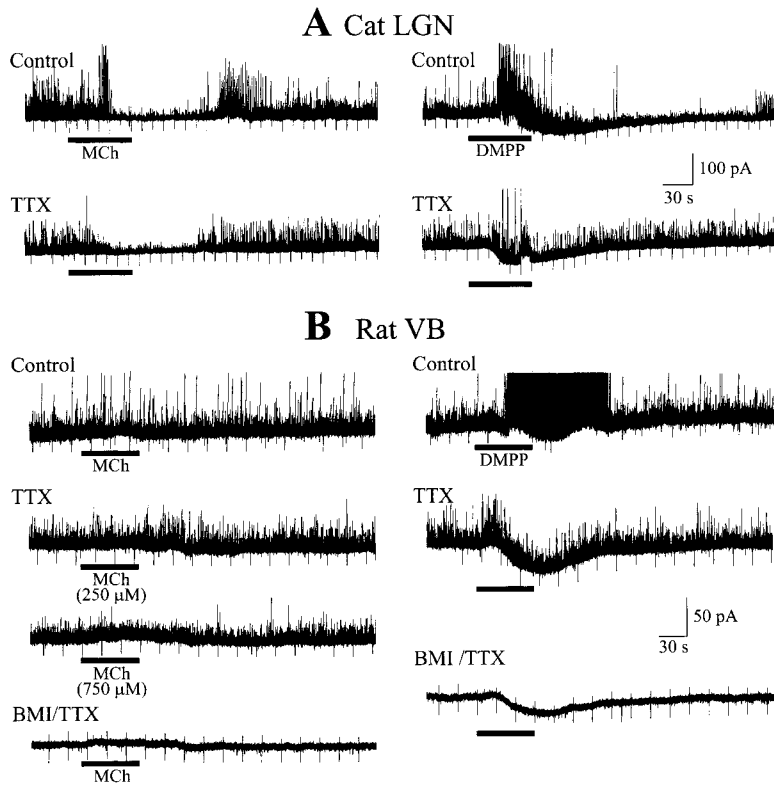 A Cat LGN
Control
MCh
Control
DMPP
100 pA
30 s
TTX
TTX
B Rat VB
Control
MCh
Control
DMPP
TTX
MCh
(250 µM)
TTX
MCh
(750 µM)
50 pA
30 s
BMI/TTX
MCh
BMI /TTX